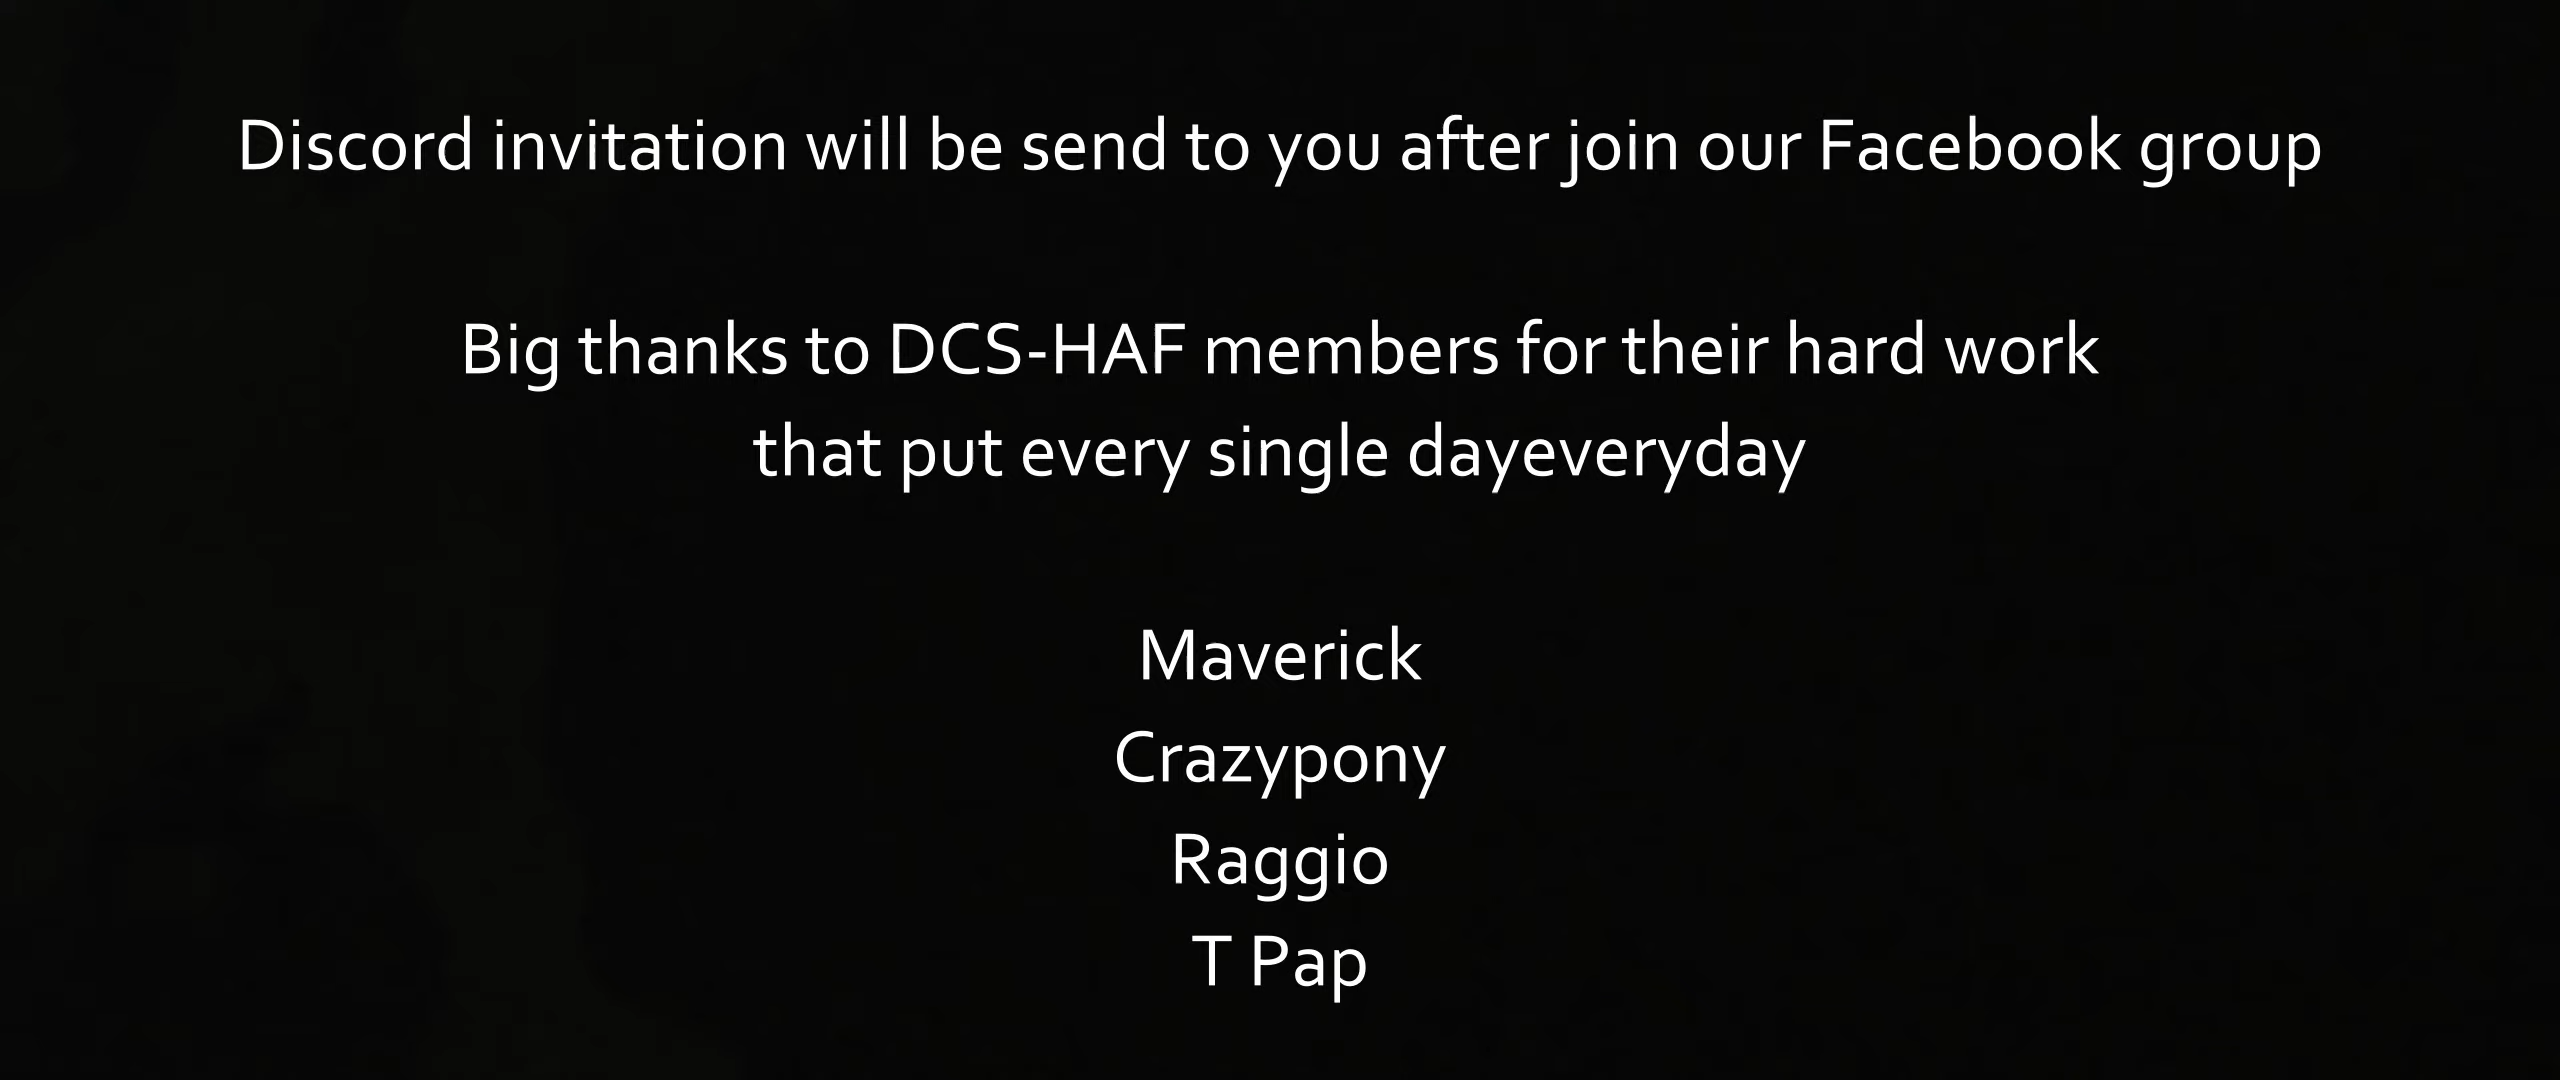 Discord invitation will be send to you after join our Facebook group
Big thanks to DCS-HAF members for their hard work
that put every single dayeveryday
Maverick
Crazypony
Raggio
T Pap